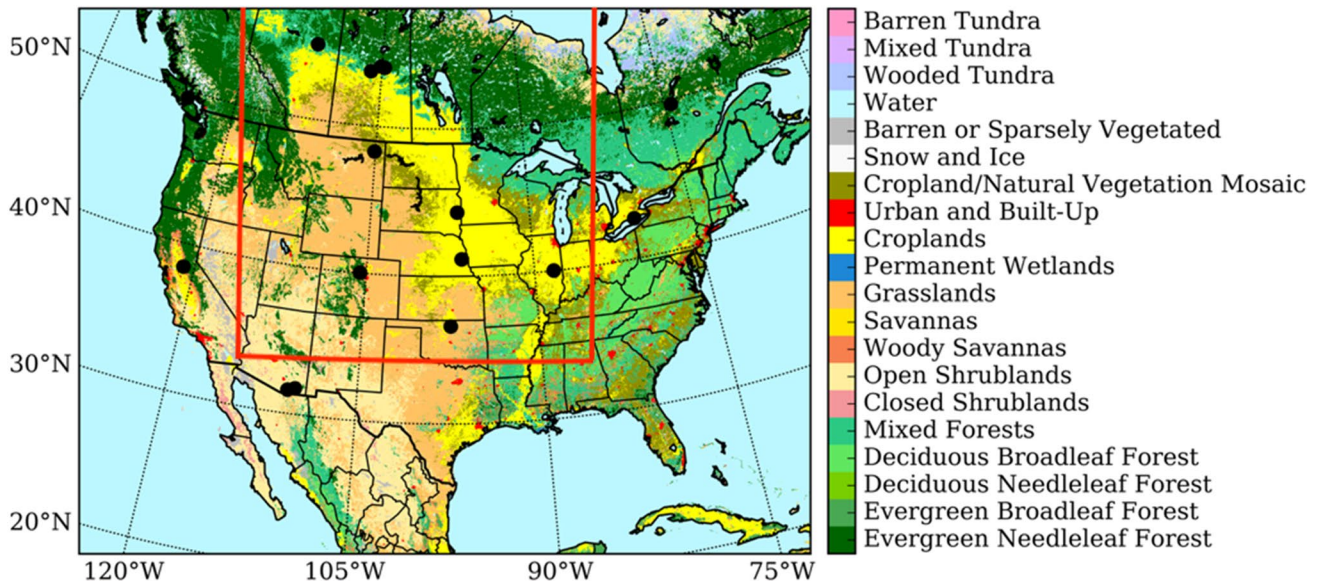 50°N
40°N
30°N
20°N
120°W
105°W
90°W
75°W
Barren Tundra
Mixed Tundra
Wooded Tundra
Water
Barren or Sparsely Vegetated
Snow and Ice
Cropland/Natural Vegetation Mosaic
Urban and Built-Up
Croplands
Permanent Wetlands
Grasslands
Savannas
Woody Savannas
Open Shrublands
Closed Shrublands
Mixed Forests
Deciduous Broadleaf Forest
Deciduous Needleleaf Forest
Evergreen Broadleaf Forest
Evergreen Needleleaf Forest